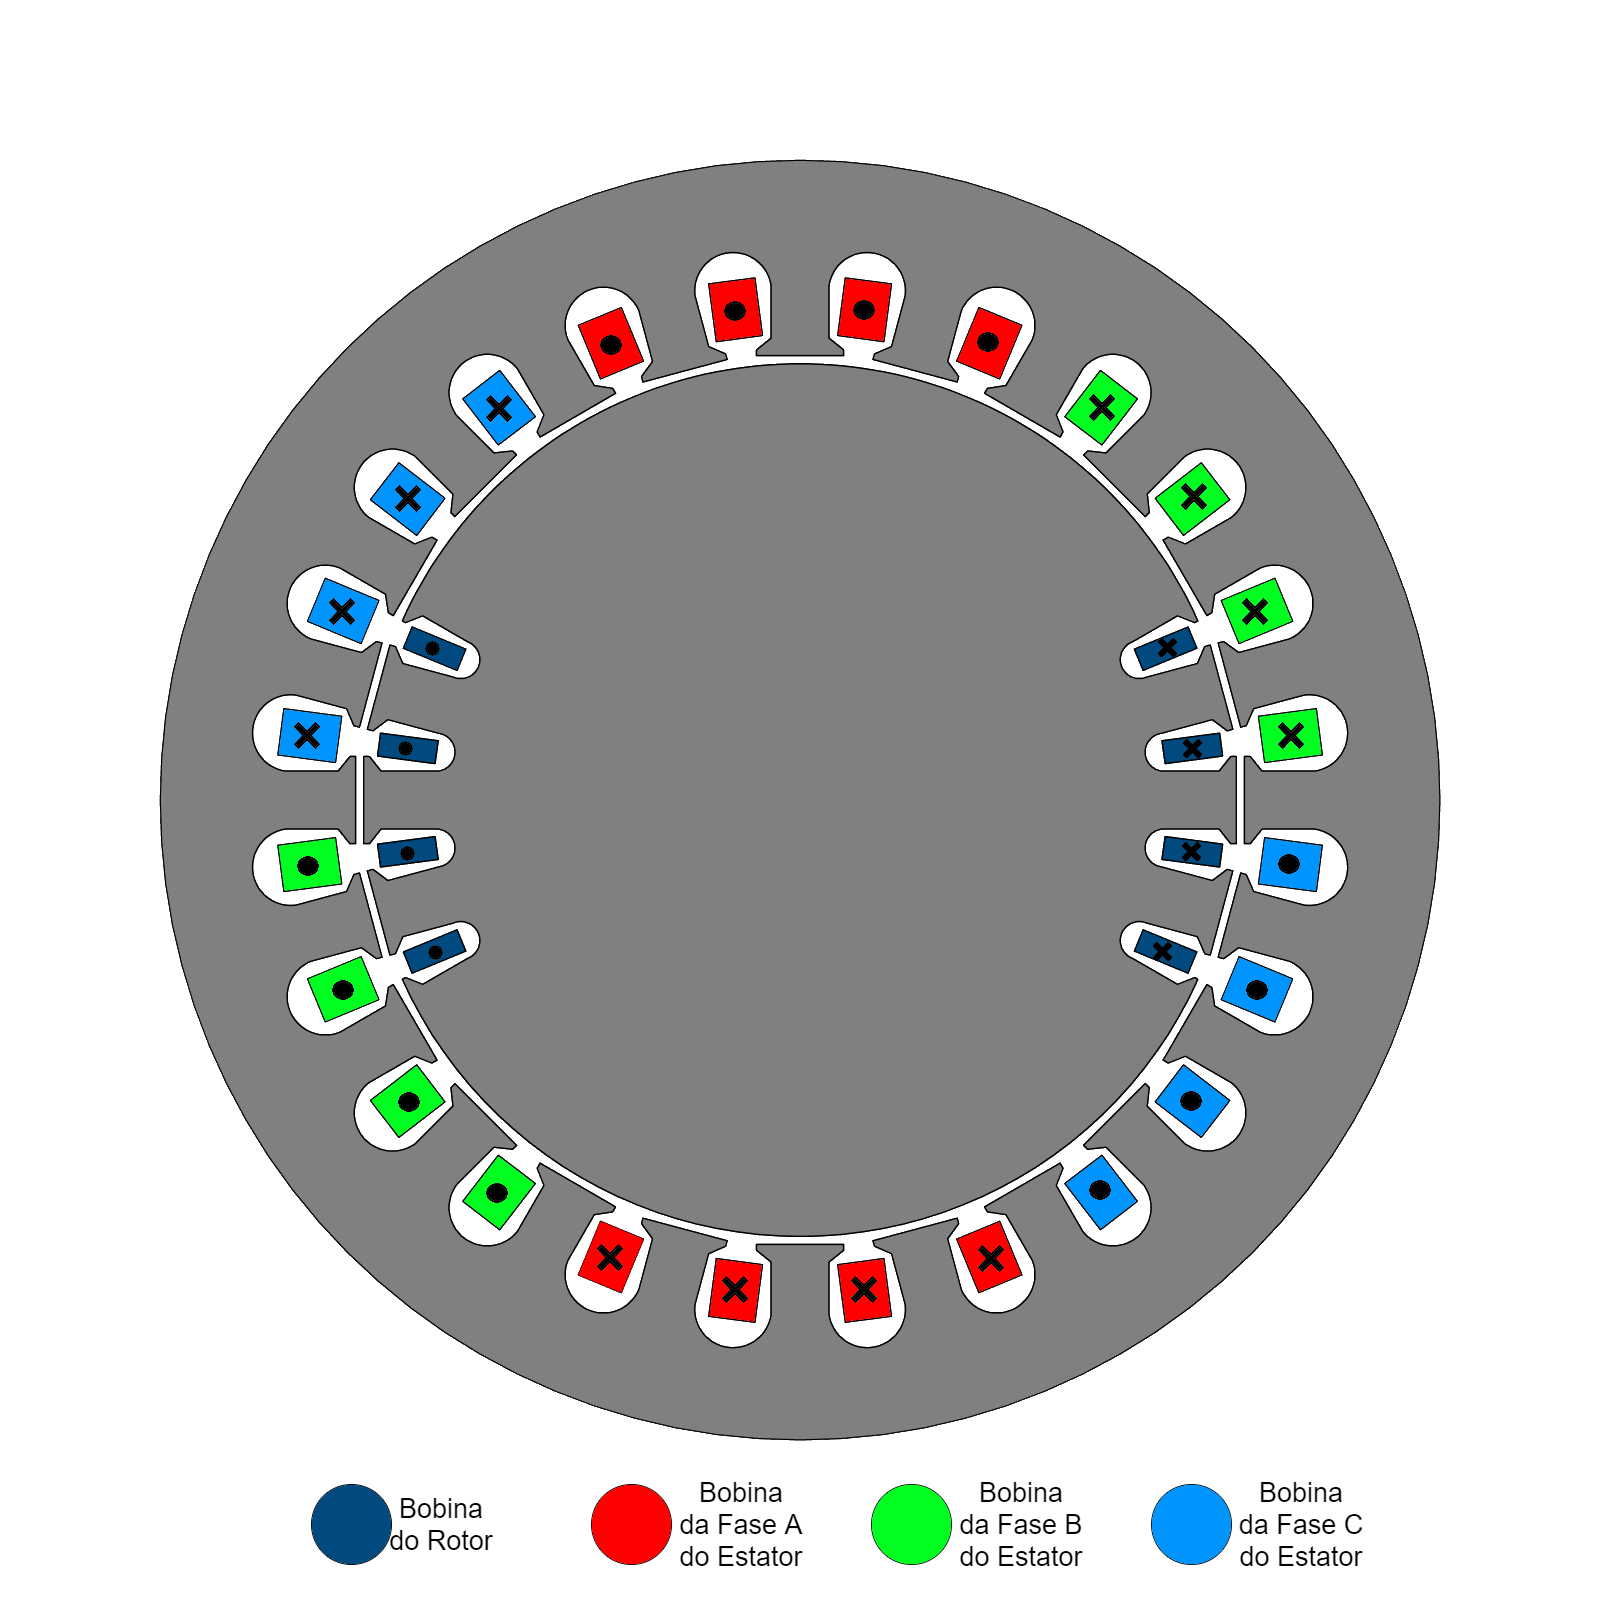 Bobina
do Rotor
Bobina
da Fase A
do Estator
Bobina
da Fase B
do Estator
Bobina
da Fase C
do Estator